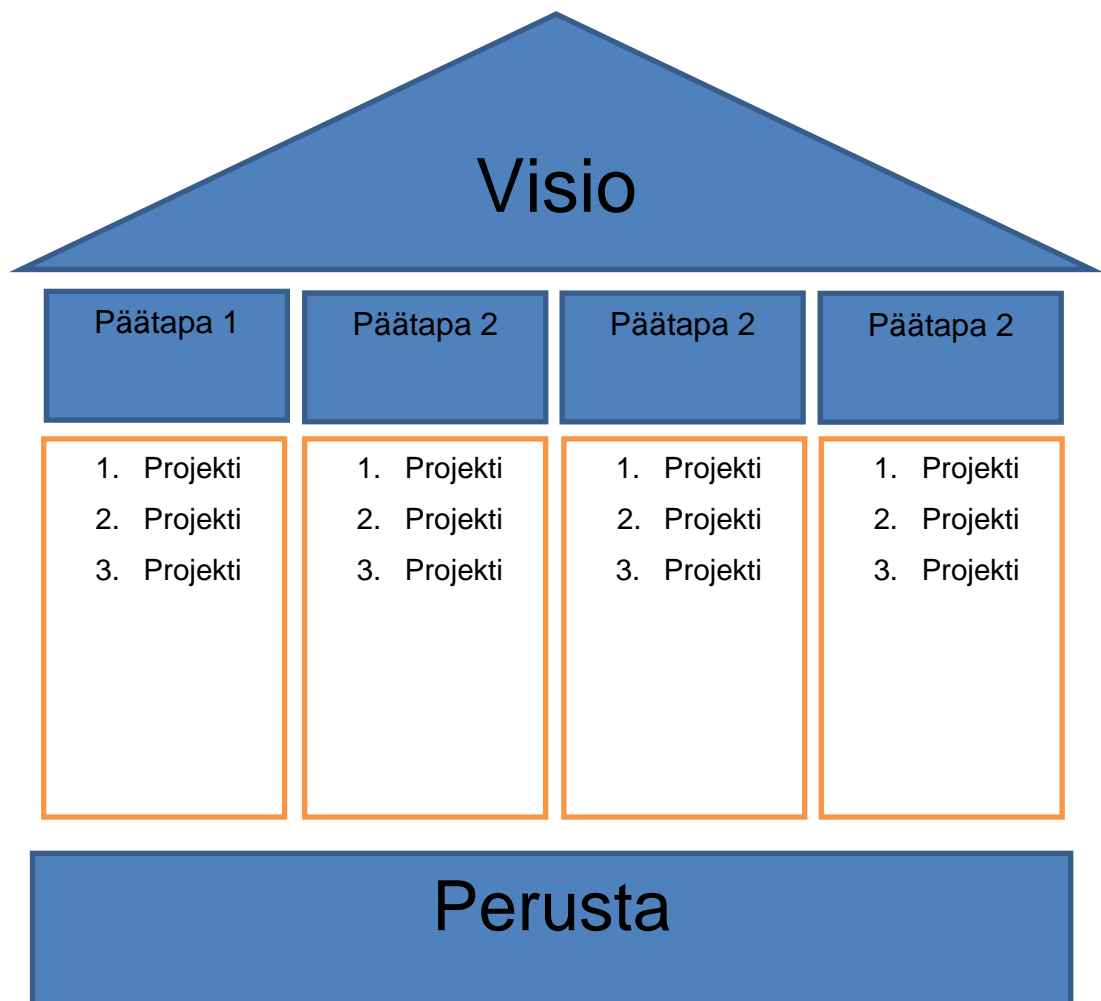 Visio
Päätapa 1
Päätapa 2
Päätapa 2
Päätapa 2
1. Projekti
2. Projekti
3. Projekti
1. Projekti
2. Projekti
3. Projekti
1. Projekti
2. Projekti
3. Projekti
1. Projekti
2. Projekti
3. Projekti
Perusta